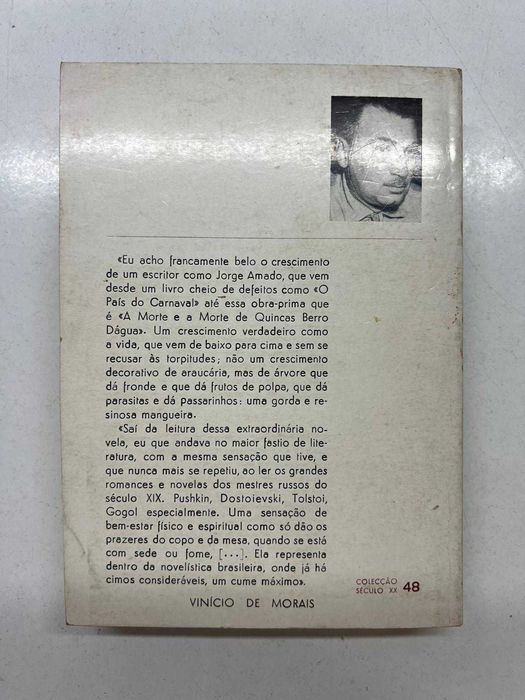 «Eu acho francamente belo o crescimento
de um escritor como Jorge Amado, que vem
desde um livro cheio de defeitos como «O
País do Carnaval» até essa obra-prima que
é «A Morte e a Morte de Quincas Berro
Dágua». Um crescimento verdadeiro como
a vida, que vem de baixo para cima e sem se
recusar às torpitudes; não um crescimento
decorativo de araucária, mas de árvore que
dá fronde e que dá frutos de polpa, que dá
parasitas e dá passarinhos: uma gorda e re-
sinosa mangueira.
«Saí da leitura dessa extraordinária no-
vela, eu que andava no maior fastio de lite-
ratura, com a mesma sensação que tive, e
que nunca mais se repetiu, ao ler os grandes
romances e novelas dos mestres russos do
século XIX. Pushkin, Dostoievski, Tolstoi,
Gogol especialmente. Uma sensação de
bem-estar físico e espiritual como só dão os
prazeres do copo e da mesa, quando se está
com sede ou fome, [...]. Ela representa
dentro da novelística brasileira, onde já há
cimos consideráveis, um cume máximo».
VINÍCIO DE MORAIS
COLECÇÃO
SÉCULO XX 48